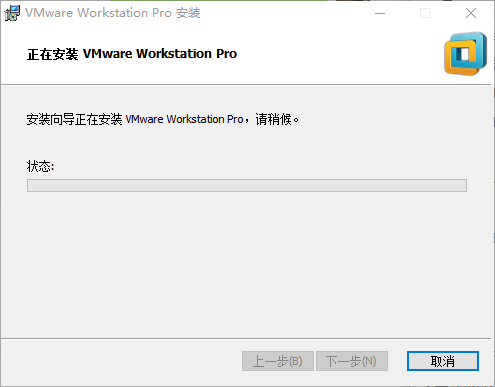 VMware Workstation Pro 安装
正在安装 VMware Workstation Pro
安装向导正在安装 VMware Workstation Pro，请稍候。
状态:
上一步(B) 下一步(N) 取消